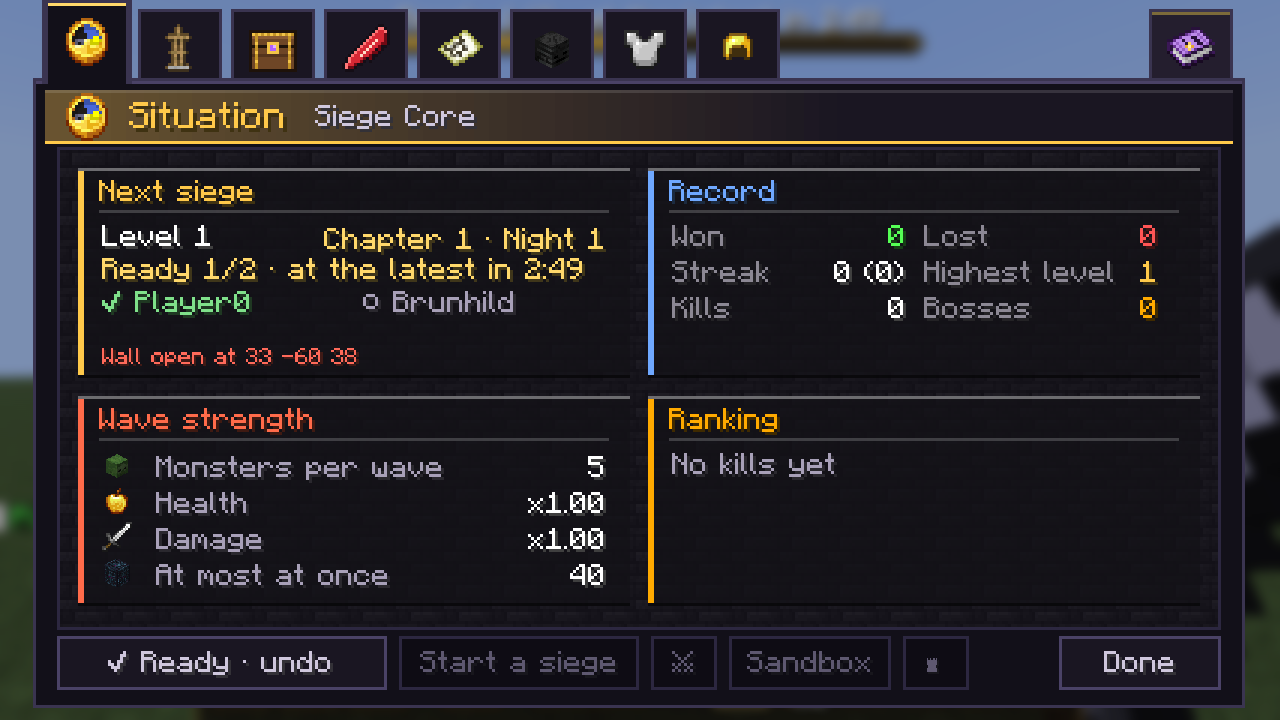 Situation Siege Core
Next siege
Level 1 Chapter 1 · Night 1
Ready 1/2 · at the latest in 2:49
✓ Player0 ○ Brunhild
Wall open at 33 -60 38
Record
Won 0 Lost 0
Streak 0 (0) Highest level 1
Kills 0 Bosses 0
Wave strength
Monsters per wave 5
Health x1.00
Damage x1.00
At most at once 40
Ranking
No kills yet
✓ Ready · undo
Start a siege
Sandbox
Done